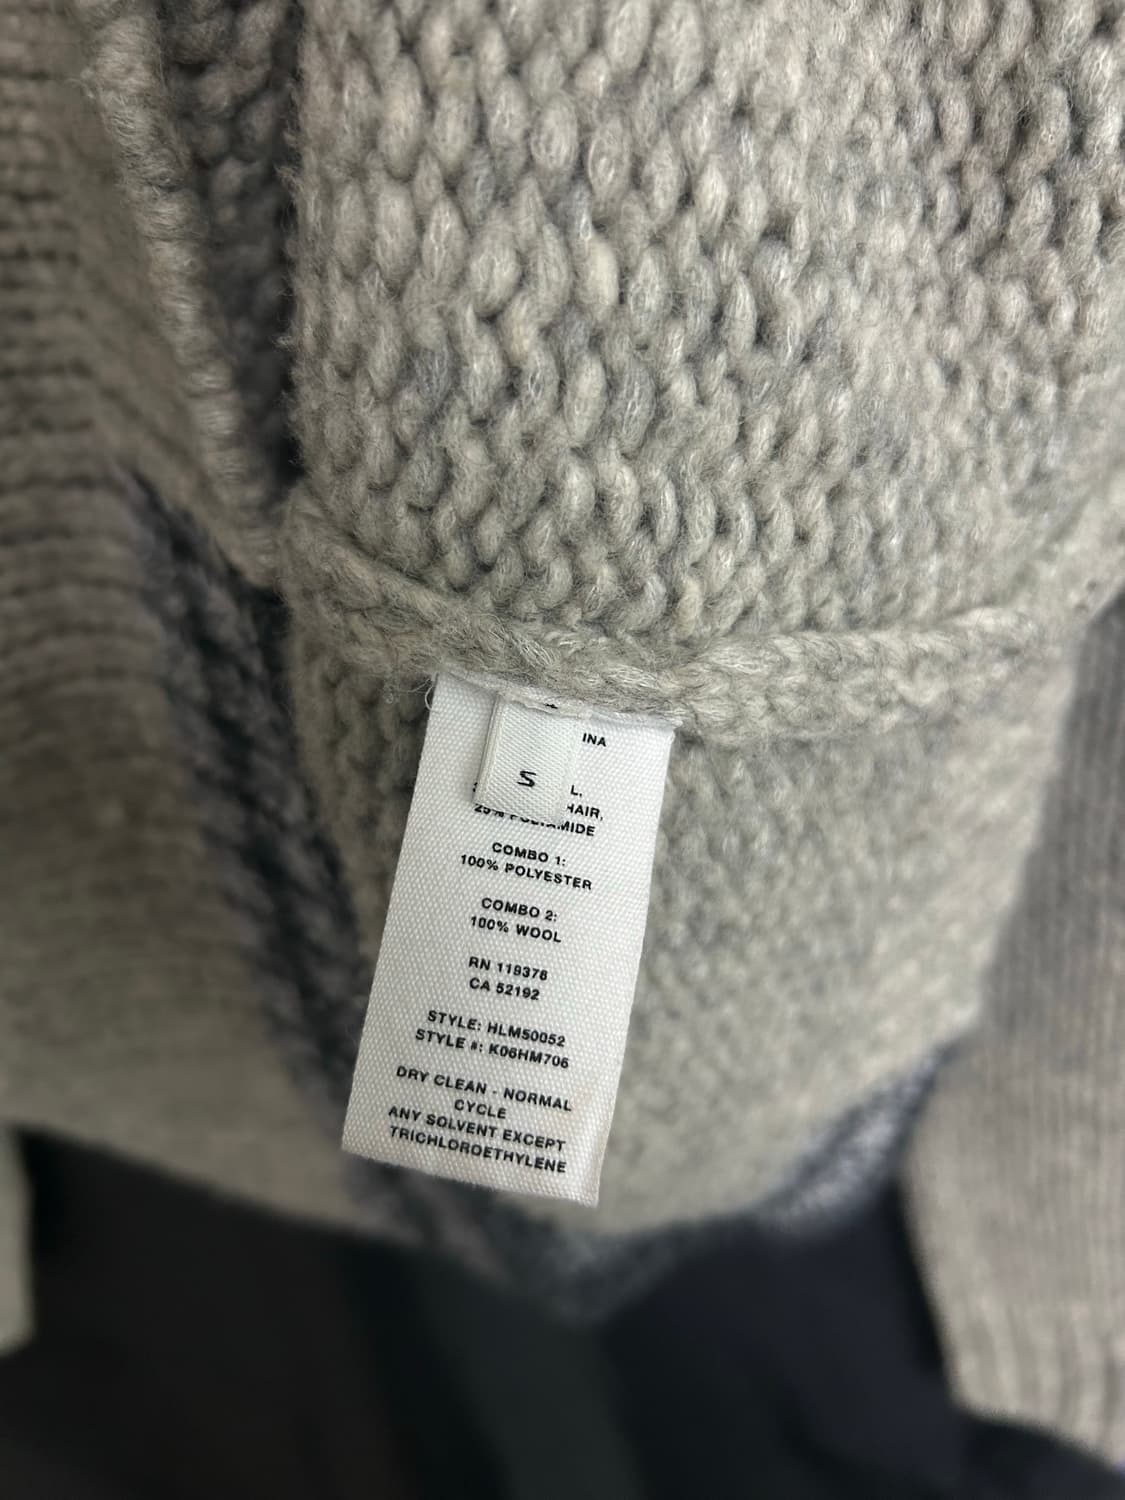 S
25% POLYAMIDE
COMBO 1:
100% POLYESTER
COMBO 2:
100% WOOL
RN 119378
CA 52192
STYLE: HLM50052
STYLE #: K06HM706
DRY CLEAN - NORMAL
CYCLE
ANY SOLVENT EXCEPT
TRICHLOROETHYLENE